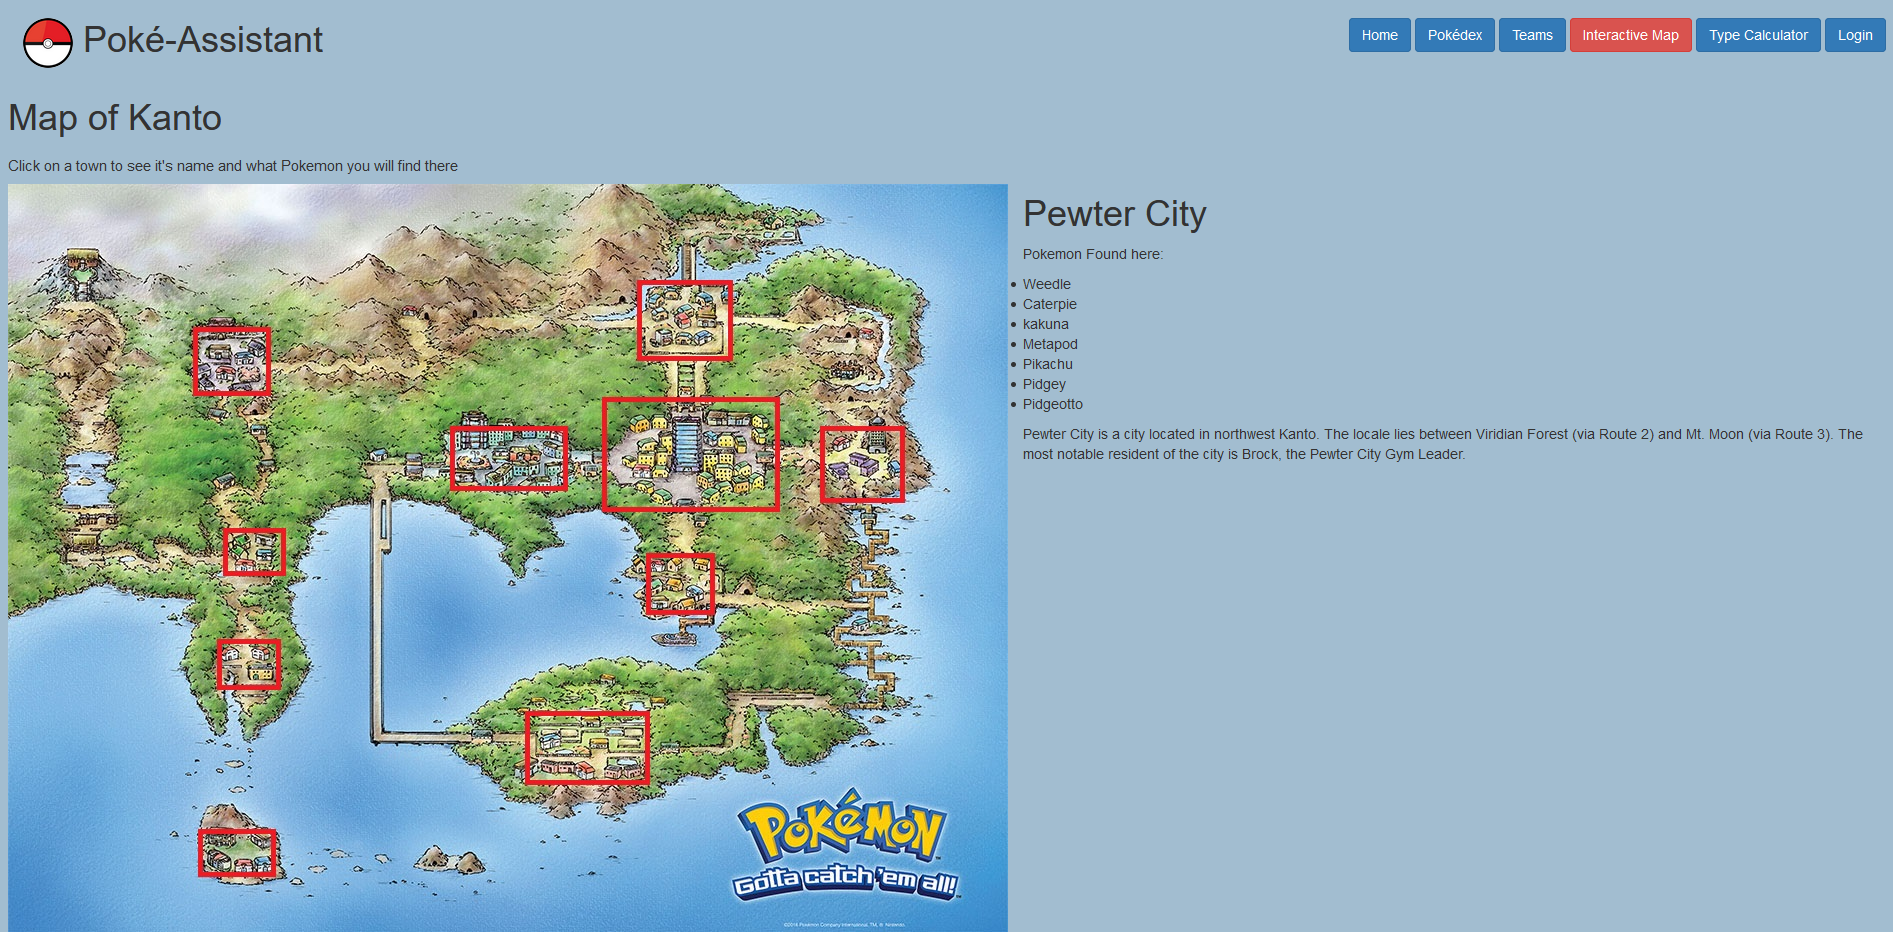 Poké-Assistant
Home
Pokédex
Teams
Interactive Map
Type Calculator
Login
Map of Kanto
Click on a town to see it's name and what Pokemon you will find there
Pewter City
Pokemon Found here:
Weedle
Caterpie
kakuna
Metapod
Pikachu
Pidgey
Pidgeotto
Pewter City is a city located in northwest Kanto. The locale lies between Viridian Forest (via Route 2) and Mt. Moon (via Route 3). The
most notable resident of the city is Brock, the Pewter City Gym Leader.
POKéMON
Gotta catch 'em all!